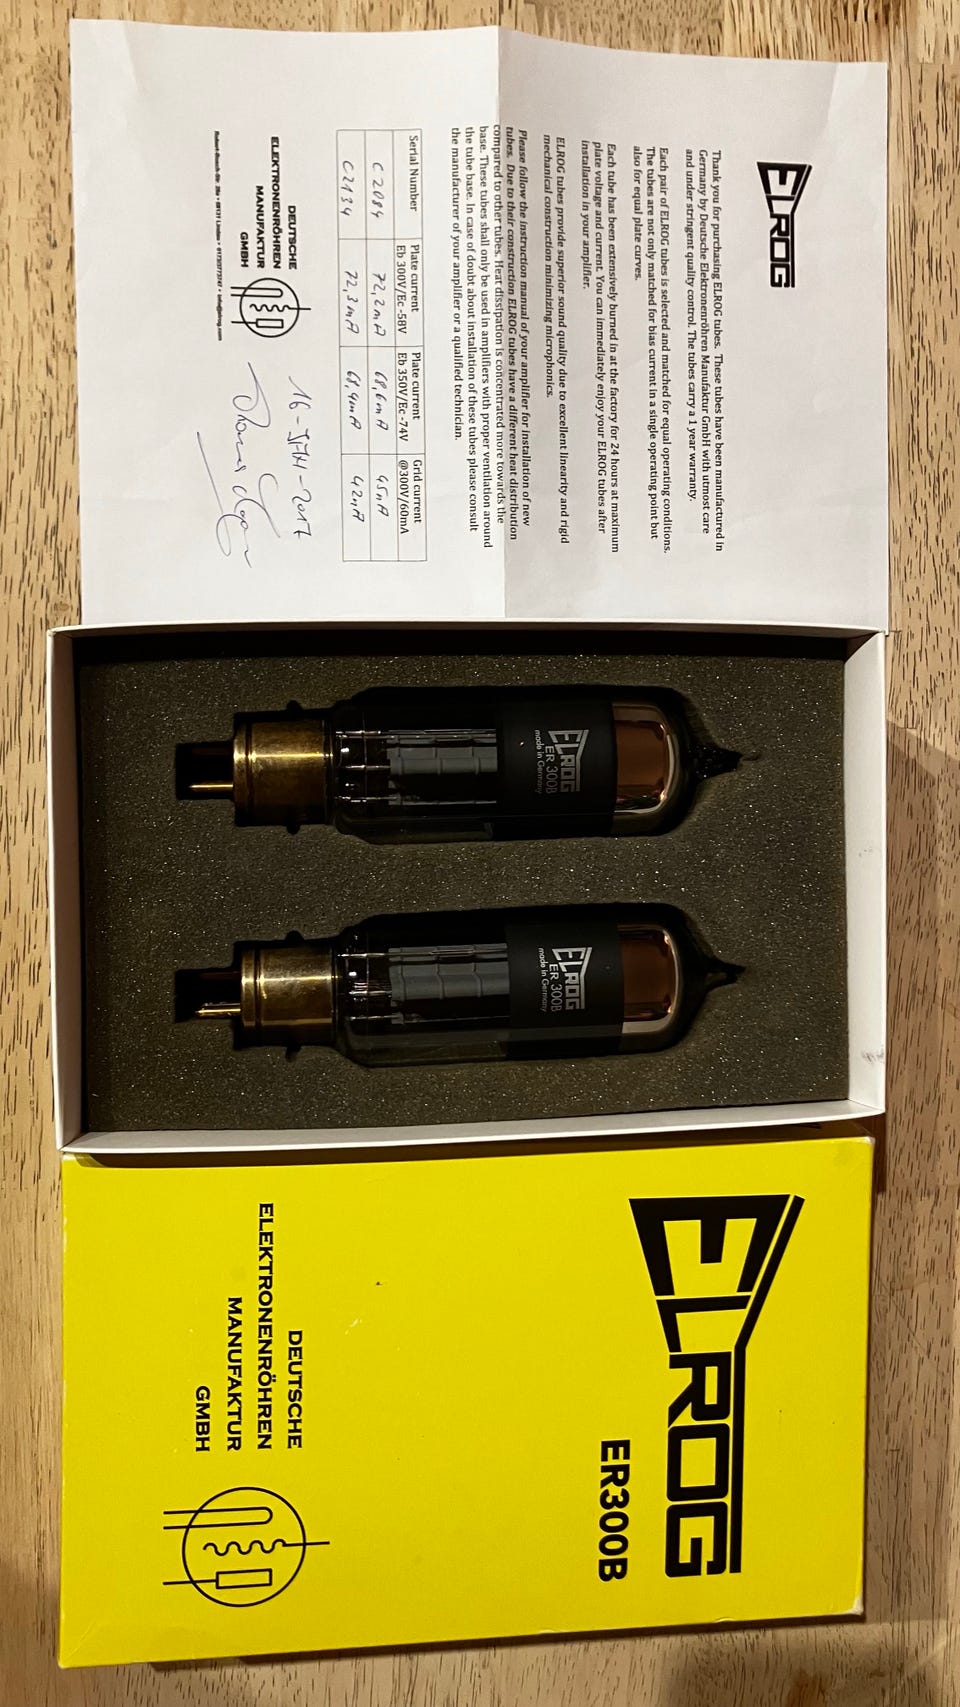 ELROG
Thank you for purchasing ELROG tubes. These tubes have been manufactured in
Germany by Deutsche Elektronenröhren Manufaktur GmbH with utmost care
and under stringent quality control. The tubes carry a 1 year warranty.
Each pair of ELROG tubes is selected and matched for equal operating conditions.
The tubes are not only matched for bias current in a single operating point but
also for equal plate curves.
Each tube has been extensively burned in at the factory for 24 hours at maximum
plate voltage and current. You can immediately enjoy your ELROG tubes after
installation in your amplifier.
ELROG tubes provide superior sound quality due to excellent linearity and rigid
mechanical construction minimizing microphonics.
Please follow the instruction manual of your amplifier for installation of new
tubes. Due to their construction ELROG tubes have a different heat distribution
compared to other tubes. Heat dissipation is concentrated more towards the
base. These tubes shall only be used in amplifiers with proper ventilation around
the tube base. In case of doubt about installation of these tubes please consult
the manufacturer of your amplifier or a qualified technician.
Serial Number Plate current Eb 300V/Ec -58V Plate current Eb 350V/Ec -74V Grid current @300V/60mA
C2084 72,2mA 68,6mA 45nA
C2134 72,3mA 68,4mA 42nA
DEUTSCHE
ELEKTRONENRÖHREN
MANUFAKTUR
GMBH
ELROG
ER 300B
made in Germany
ELROG
ER 300B
made in Germany
ELROG
ER300B
DEUTSCHE
ELEKTRONENRÖHREN
MANUFAKTUR
GMBH